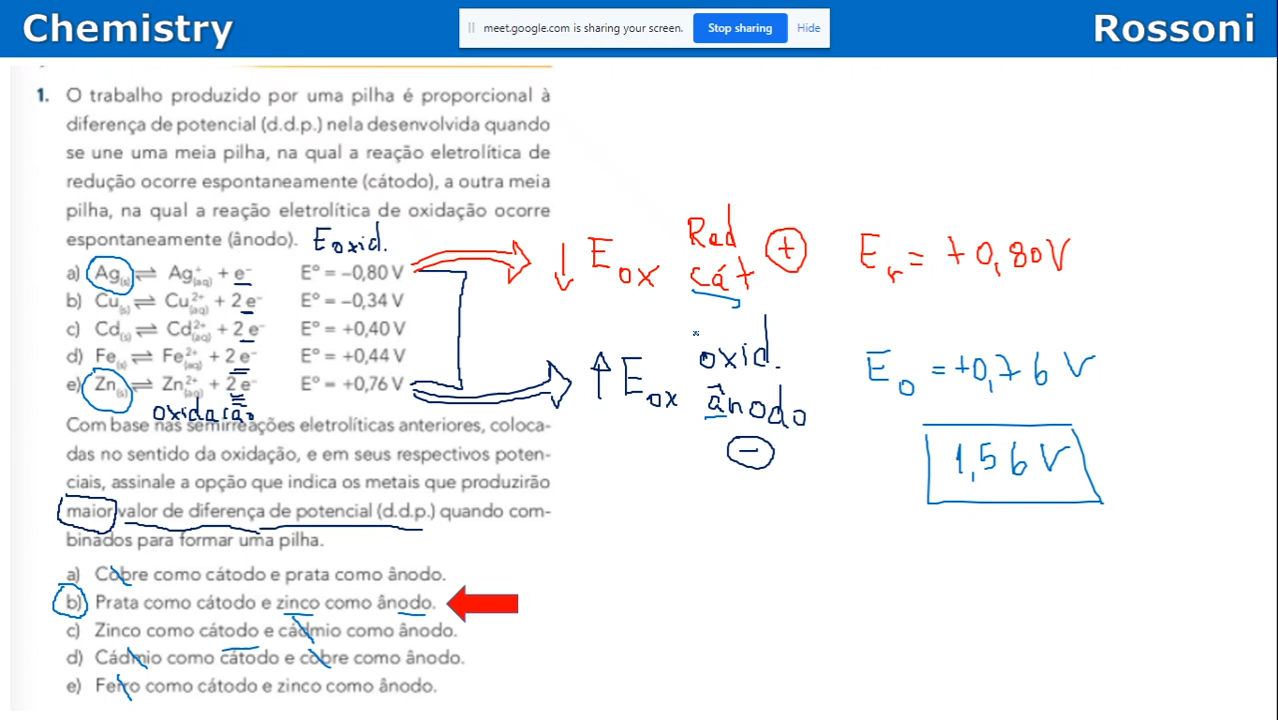 Chemistry
meet.google.com is sharing your screen. Stop sharing Hide
Rossoni
1. O trabalho produzido por uma pilha é proporcional à
diferença de potencial (d.d.p.) nela desenvolvida quando
se une uma meia pilha, na qual a reação eletrolítica de
redução ocorre espontaneamente (cátodo), a outra meia
pilha, na qual a reação eletrolítica de oxidação ocorre
espontaneamente (ânodo). E oxid.
a) Ag(s) ⇌ Ag+(aq) + e- E° = -0,80 V
b) Cu(s) ⇌ Cu2+(aq) + 2 e- E° = -0,34 V
c) Cd(s) ⇌ Cd2+(aq) + 2 e- E° = +0,40 V
d) Fe(s) ⇌ Fe2+(aq) + 2 e- E° = +0,44 V
e) Zn(s) ⇌ Zn2+(aq) + 2 e- E° = +0,76 V
oxidação
Com base nas semirreações eletrolíticas anteriores, coloca-
das no sentido da oxidação, e em seus respectivos poten-
ciais, assinale a opção que indica os metais que produzirão
maior valor de diferença de potencial (d.d.p.) quando com-
binados para formar uma pilha.
a) Cobre como cátodo e prata como ânodo.
b) Prata como cátodo e zinco como ânodo.
c) Zinco como cátodo e cádmio como ânodo.
d) Cádmio como cátodo e cobre como ânodo.
e) Ferro como cátodo e zinco como ânodo.
Red
↓ E ox cát + Er = +0,80V
oxid.
↑ E ox ânodo Eo = +0,76 V
-
1,56 V